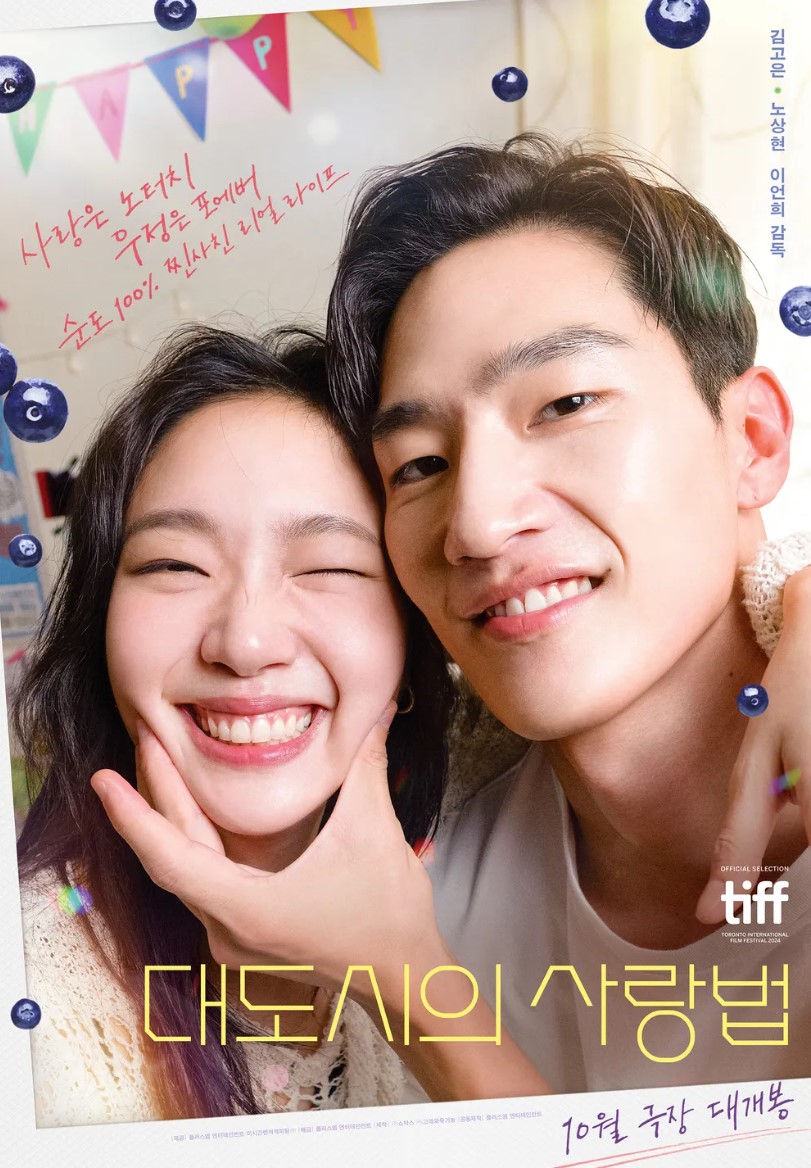 HAPPY
김고은 노상현 이언희 감독
사랑은 노터치
우정은 포에버
순도 100% 찐사친 리얼 라이프
OFFICIAL SELECTION
tiff
TORONTO INTERNATIONAL
FILM FESTIVAL 2024
대도시의 사랑법
10월 극장 대개봉